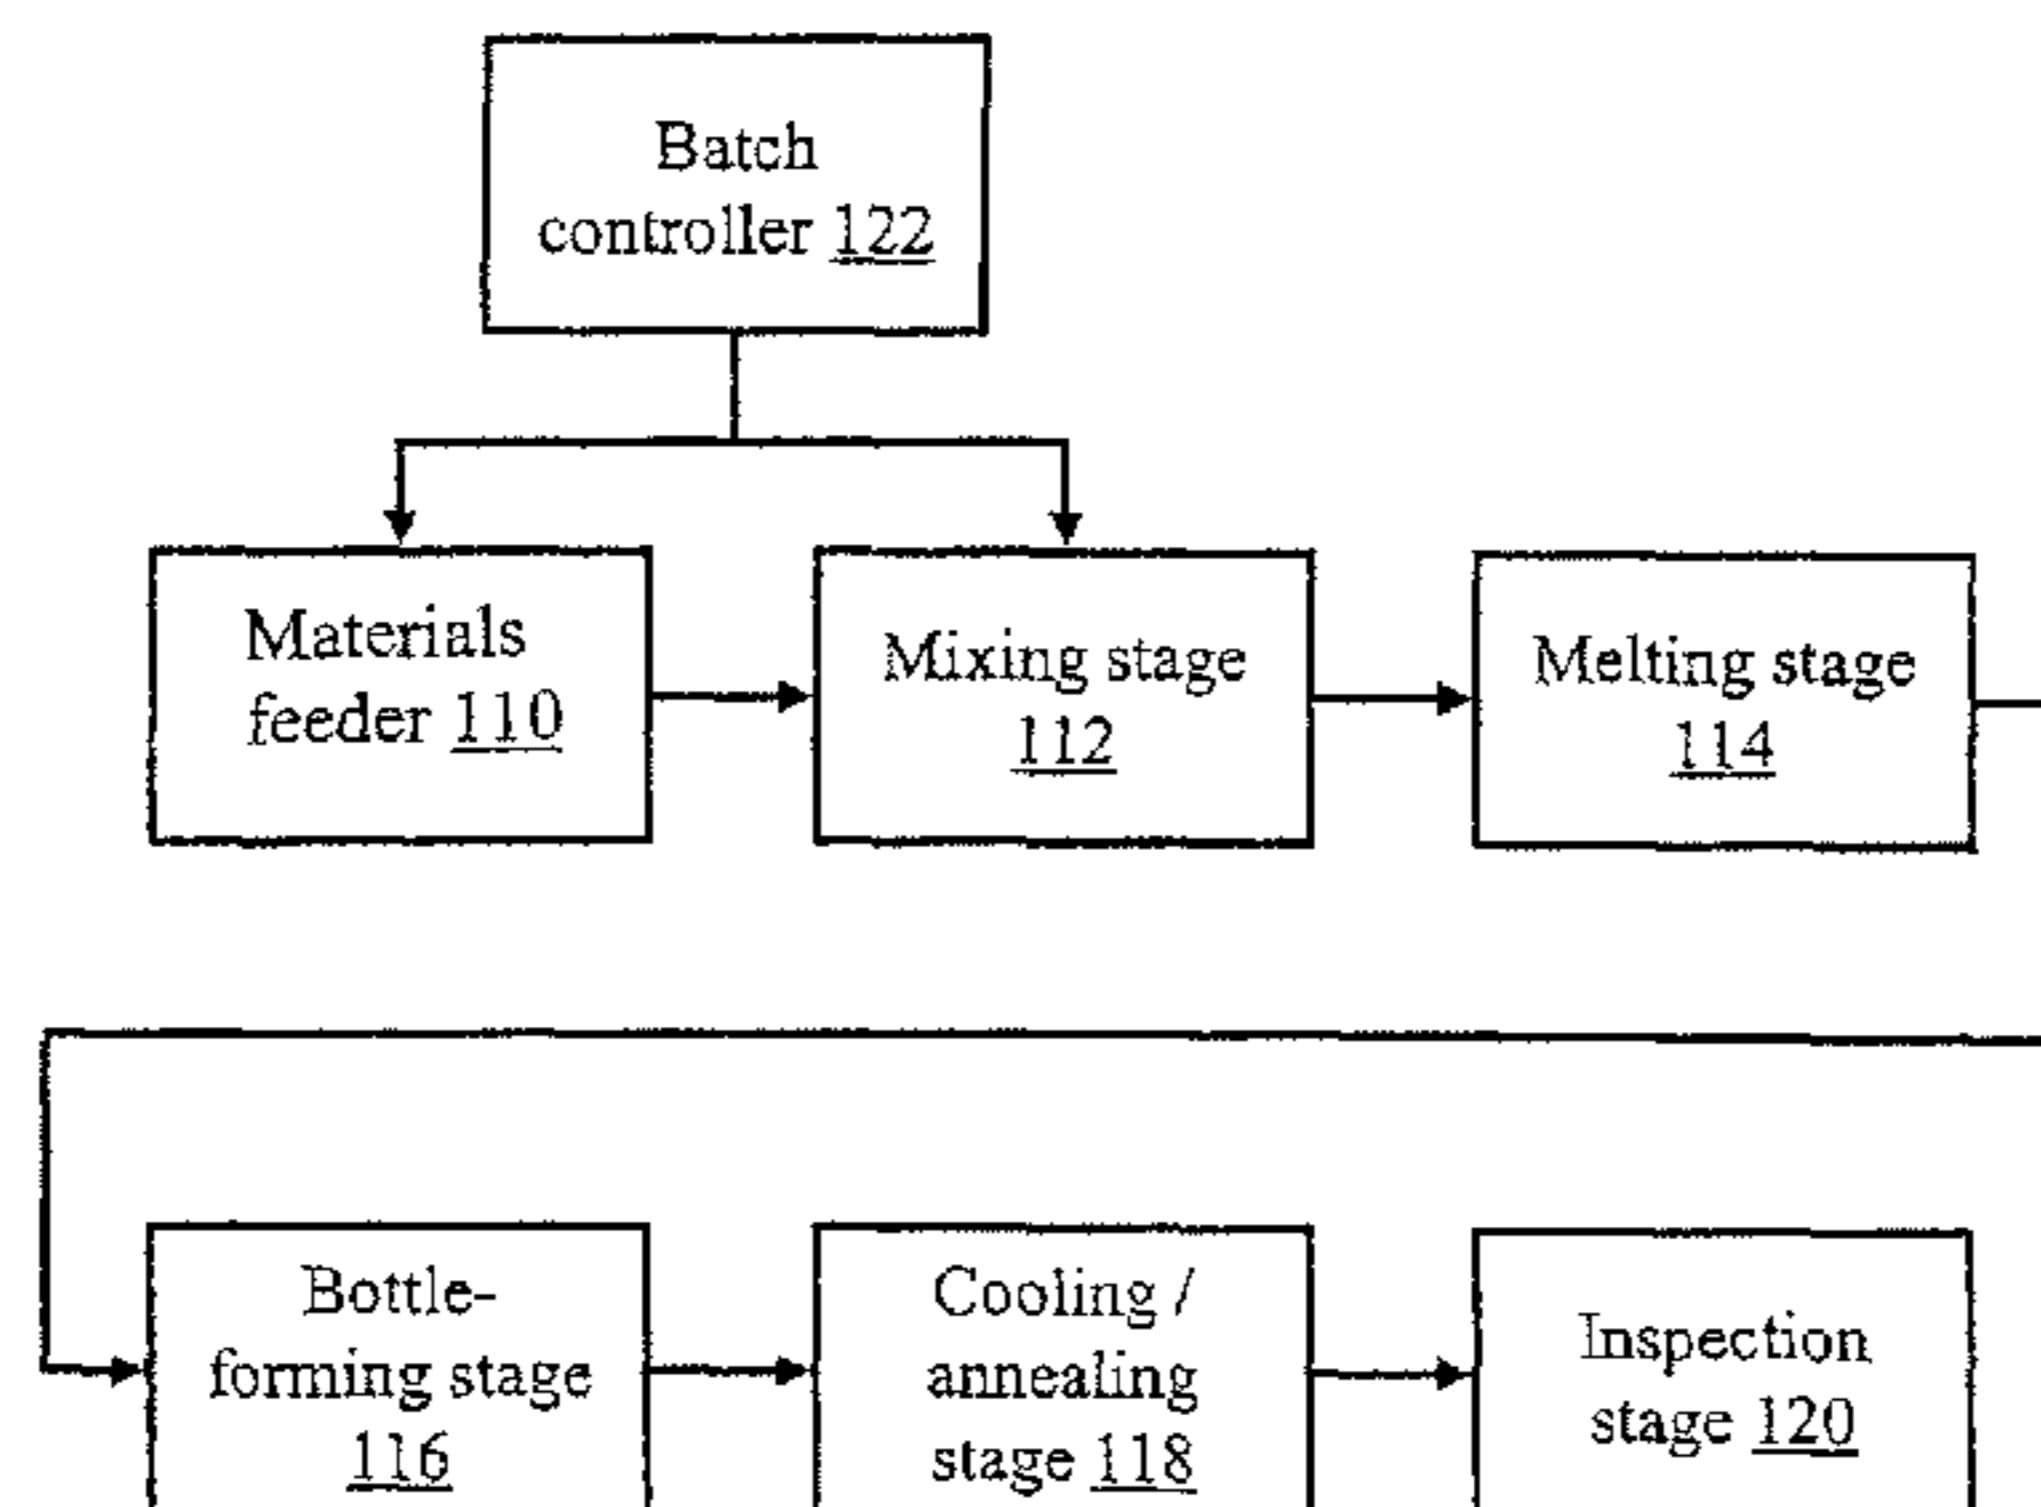 Batch
controller 122
Materials
feeder 110
Mixing stage
112
Melting stage
114
Bottle-
forming stage
116
Cooling /
annealing
stage 118
Inspection
stage 120